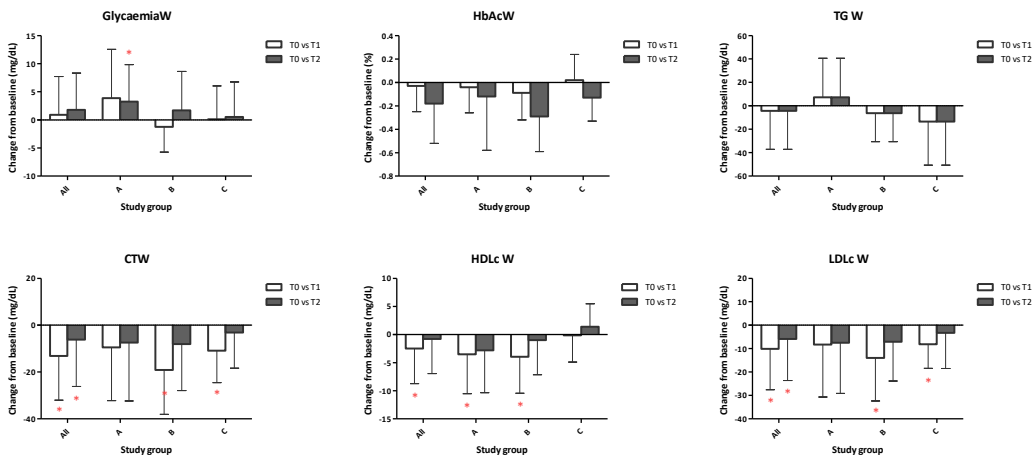 GlycaemiaW
Change from baseline (mg/dL)
15
10
5
0
-5
-10
All
A
B
C
Study group
*
T0 vs T1
T0 vs T2
HbAcW
Change from baseline (%)
0.4
0.2
0.0
-0.2
-0.4
-0.6
-0.8
All
A
B
C
Study group
T0 vs T1
T0 vs T2
TG W
Change from baseline (mg/dL)
60
40
20
0
-20
-40
-60
All
A
B
C
Study group
T0 vs T1
T0 vs T2
CTW
Change from baseline (mg/dL)
20
0
-20
-40
* * * *
All
A
B
C
Study group
T0 vs T1
T0 vs T2
HDLc W
Change from baseline (mg/dL)
10
5
0
-5
-10
-15
* * *
All
A
B
C
Study group
T0 vs T1
T0 vs T2
LDLc W
Change from baseline (mg/dL)
20
10
0
-10
-20
-30
-40
* * * *
All
A
B
C
Study group
T0 vs T1
T0 vs T2